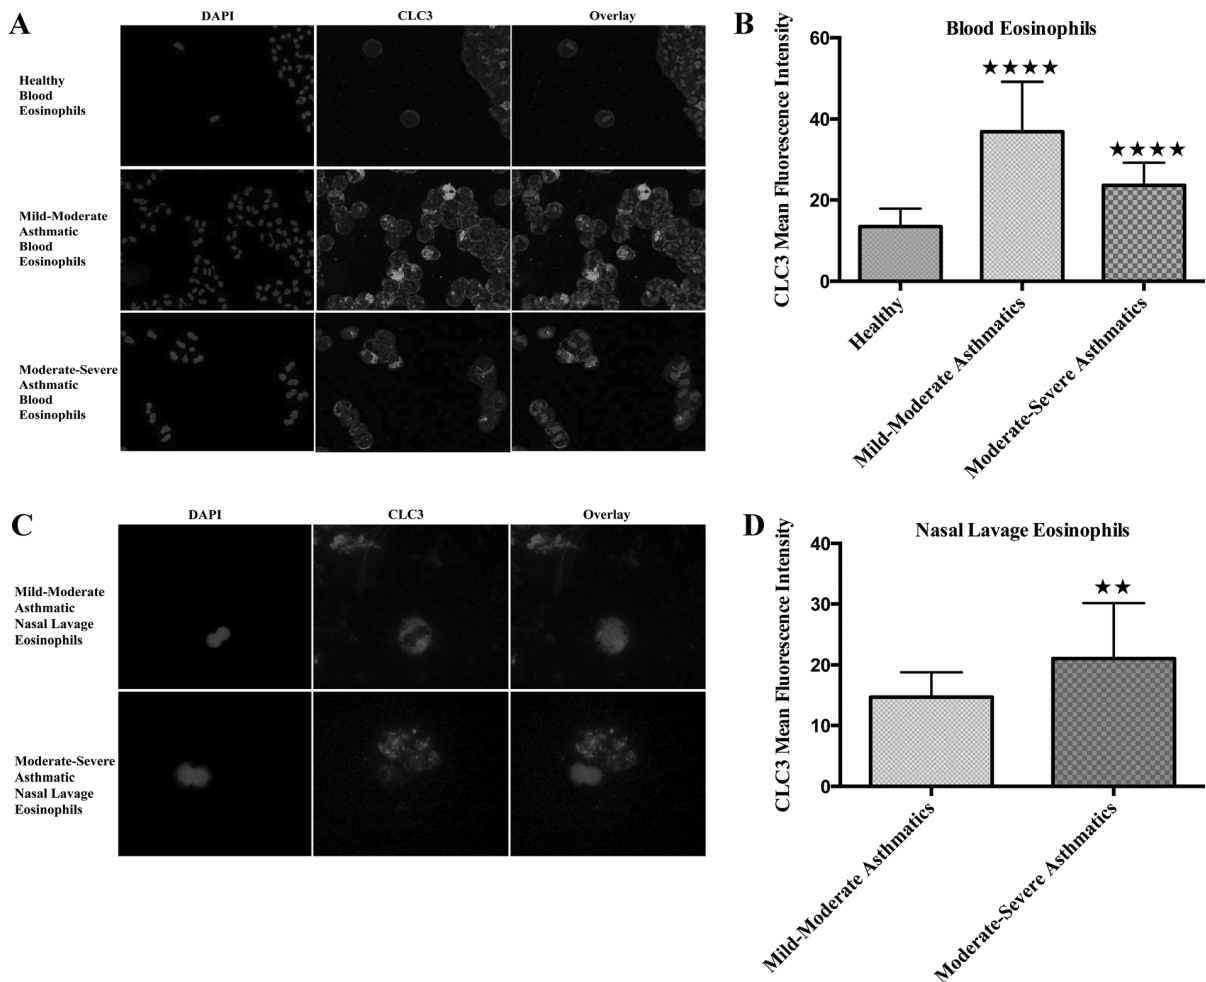 A
DAPI
CLC3
Overlay
Healthy
Blood
Eosinophils
Mild-Moderate
Asthmatic
Blood
Eosinophils
Moderate-Severe
Asthmatic
Blood
Eosinophils
B
Blood Eosinophils
CLC3 Mean Fluorescence Intensity
60
40
20
0
★★★★
★★★★
Healthy
Mild-Moderate Asthmatics
Moderate-Severe Asthmatics
C
DAPI
CLC3
Overlay
Mild-Moderate
Asthmatic
Nasal Lavage
Eosinophils
Moderate-Severe
Asthmatic
Nasal Lavage
Eosinophils
D
Nasal Lavage Eosinophils
CLC3 Mean Fluorescence Intensity
40
30
20
10
0
★★
Mild-Moderate Asthmatics
Moderate-Severe Asthmatics